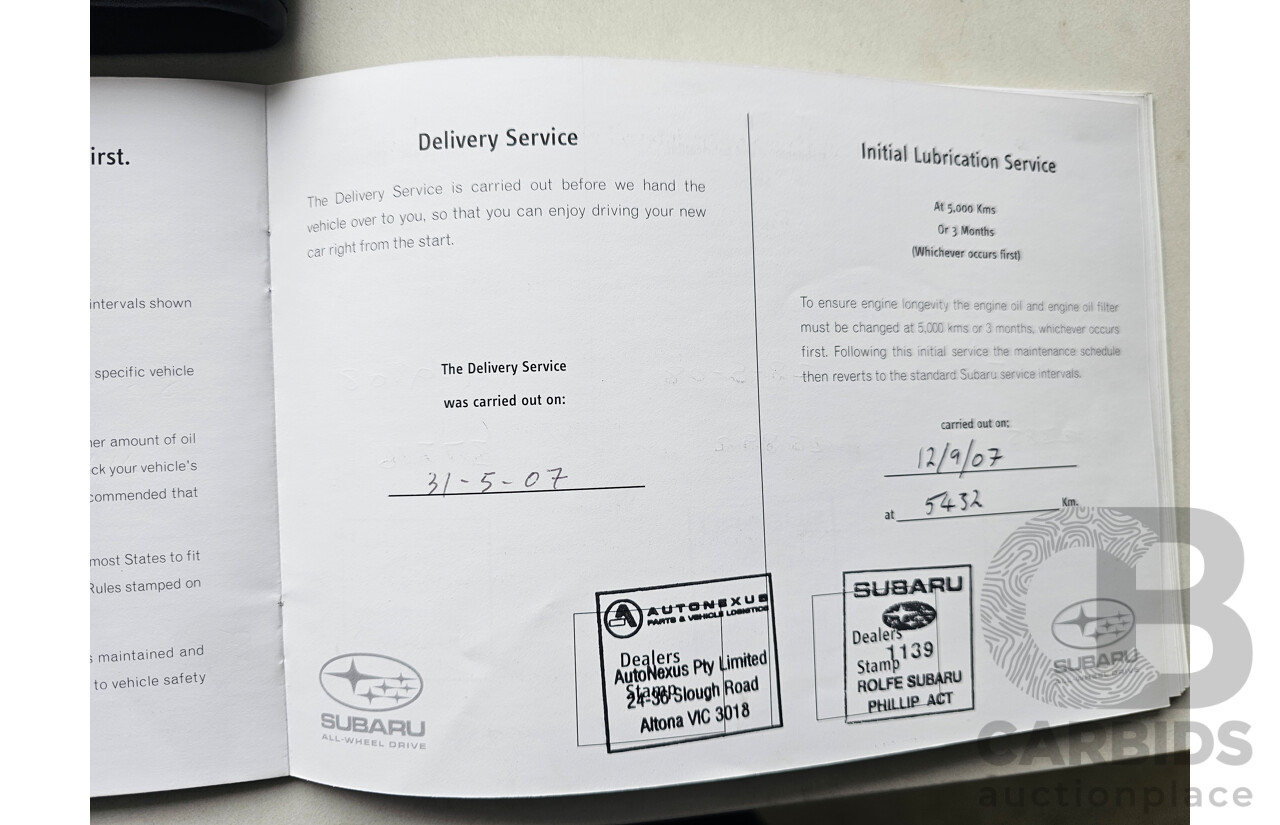 irst.
intervals shown
specific vehicle
er amount of oil
ck your vehicle's
commended that
most States to fit
Rules stamped on
s maintained and
to vehicle safety
Delivery Service
The Delivery Service is carried out before we hand the
vehicle over to you, so that you can enjoy driving your new
car right from the start.
The Delivery Service
was carried out on:
31-5-07
SUBARU
ALL-WHEEL DRIVE
AUTONEXUS
PARTS & VEHICLE LOGISTICS
Dealers
AutoNexus Pty Limited
Stamp
24-36 Slough Road
Altona VIC 3018
Initial Lubrication Service
At 5,000 Kms
Or 3 Months
(Whichever occurs first)
To ensure engine longevity the engine oil and engine oil filter
must be changed at 5,000 kms or 3 months, whichever occurs
first. Following this initial service the maintenance schedule
then reverts to the standard Subaru service intervals.
carried out on:
12/9/07
at 5432 Km.
SUBARU
Dealers
1139
Stamp
ROLFE SUBARU
PHILLIP ACT
SUBARU
CB
CARBIDS
auctionplace